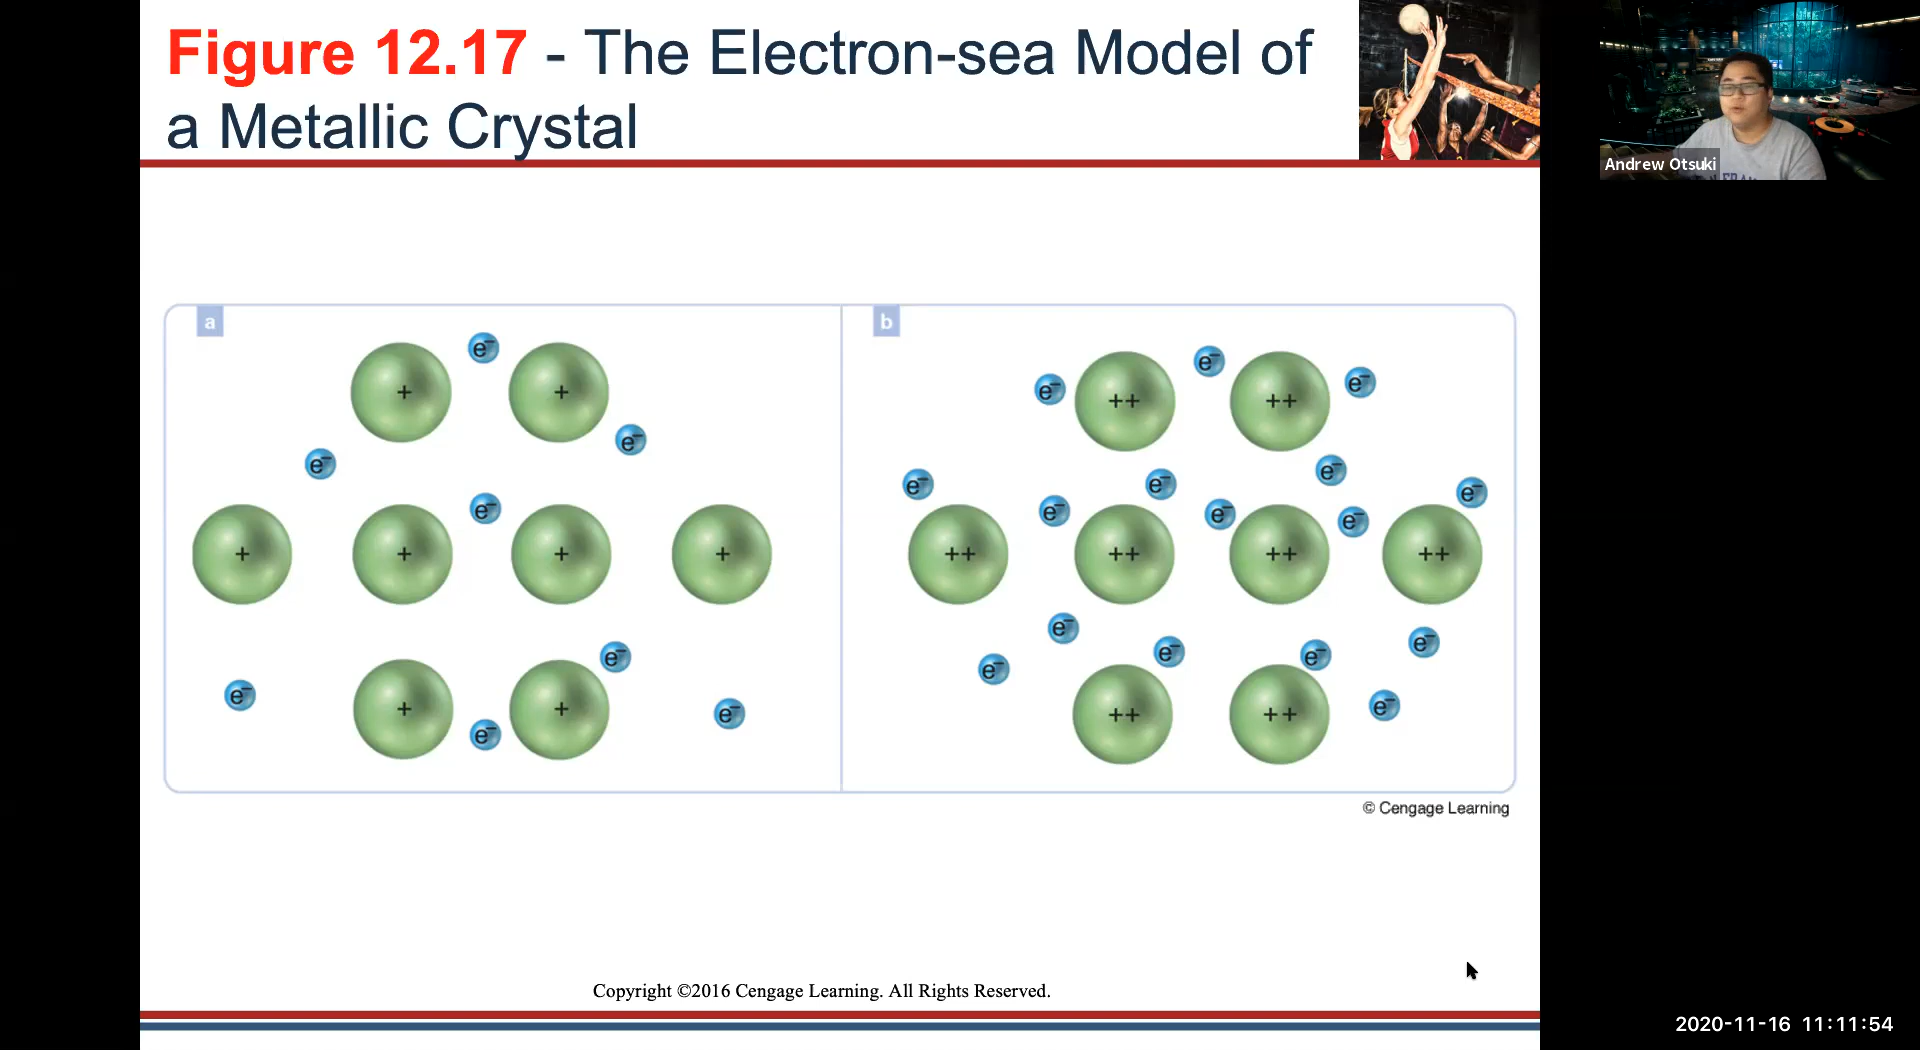 Figure 12.17 - The Electron-sea Model of
a Metallic Crystal
Andrew Otsuki
a
e⁻
+ +
e⁻
e⁻
e⁻
+ + + +
e⁻
e⁻
e⁻
+ +
e⁻
b
e⁻
e⁻
e⁻
++ ++
e⁻
e⁻
e⁻
e⁻
e⁻
e⁻
e⁻
++ ++ ++ ++
e⁻
e⁻
e⁻
e⁻
e⁻
e⁻
++ ++
© Cengage Learning
Copyright ©2016 Cengage Learning. All Rights Reserved.
2020-11-16 11:11:54